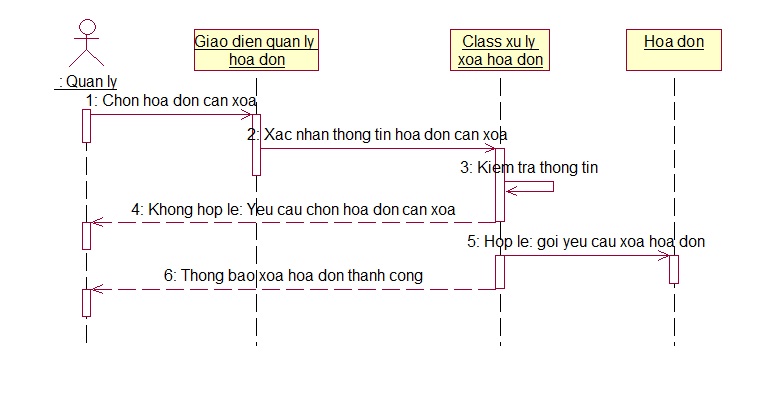 Giao dien quan ly
hoa don
Class xu ly
xoa hoa don
Hoa don
: Quan ly
1: Chon hoa don can xoa
2: Xac nhan thong tin hoa don can xoa
3: Kiem tra thong tin
4: Khong hop le: Yeu cau chon hoa don can xoa
5: Hop le: goi yeu cau xoa hoa don
6: Thong bao xoa hoa don thanh cong